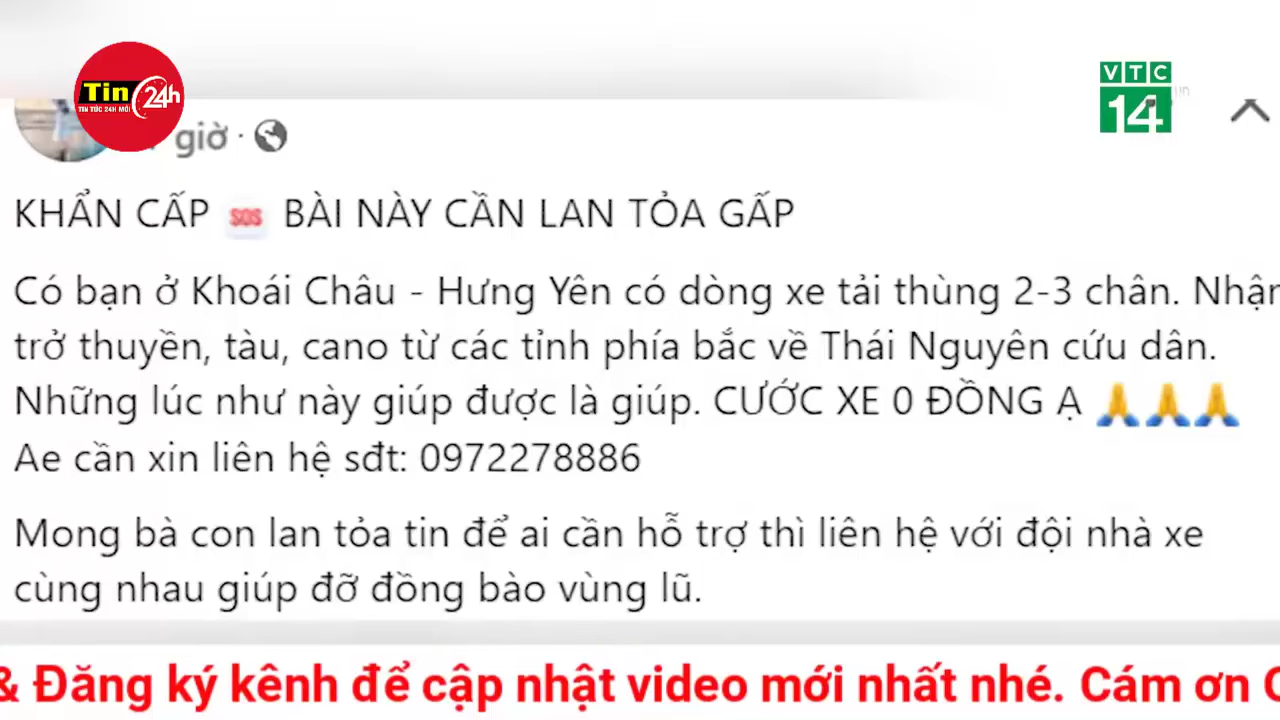 Tin 24h
TIN TỨC 24H MỚI
VTC
14
giờ ·
KHẨN CẤP SOS BÀI NÀY CẦN LAN TỎA GẤP
Có bạn ở Khoái Châu - Hưng Yên có dòng xe tải thùng 2-3 chân. Nhận
trở thuyền, tàu, cano từ các tỉnh phía bắc về Thái Nguyên cứu dân.
Những lúc như này giúp được là giúp. CƯỚC XE 0 ĐỒNG Ạ 🙏🙏🙏
Ae cần xin liên hệ sđt: 0972278886
Mong bà con lan tỏa tin để ai cần hỗ trợ thì liên hệ với đội nhà xe
cùng nhau giúp đỡ đồng bào vùng lũ.
& Đăng ký kênh để cập nhật video mới nhất nhé. Cám ơn